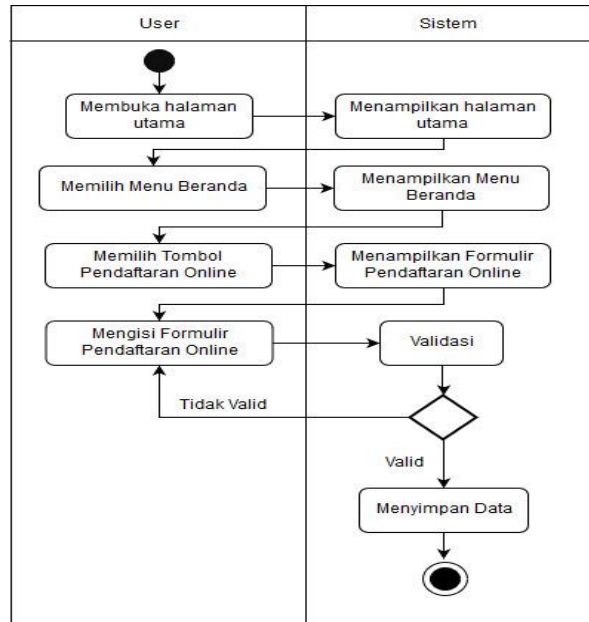 User
Sistem
Membuka halaman
utama
Menampilkan halaman
utama
Memilih Menu Beranda
Menampilkan Menu
Beranda
Memilih Tombol
Pendaftaran Online
Menampilkan Formulir
Pendaftaran Online
Mengisi Formulir
Pendaftaran Online
Validasi
Tidak Valid
Valid
Menyimpan Data